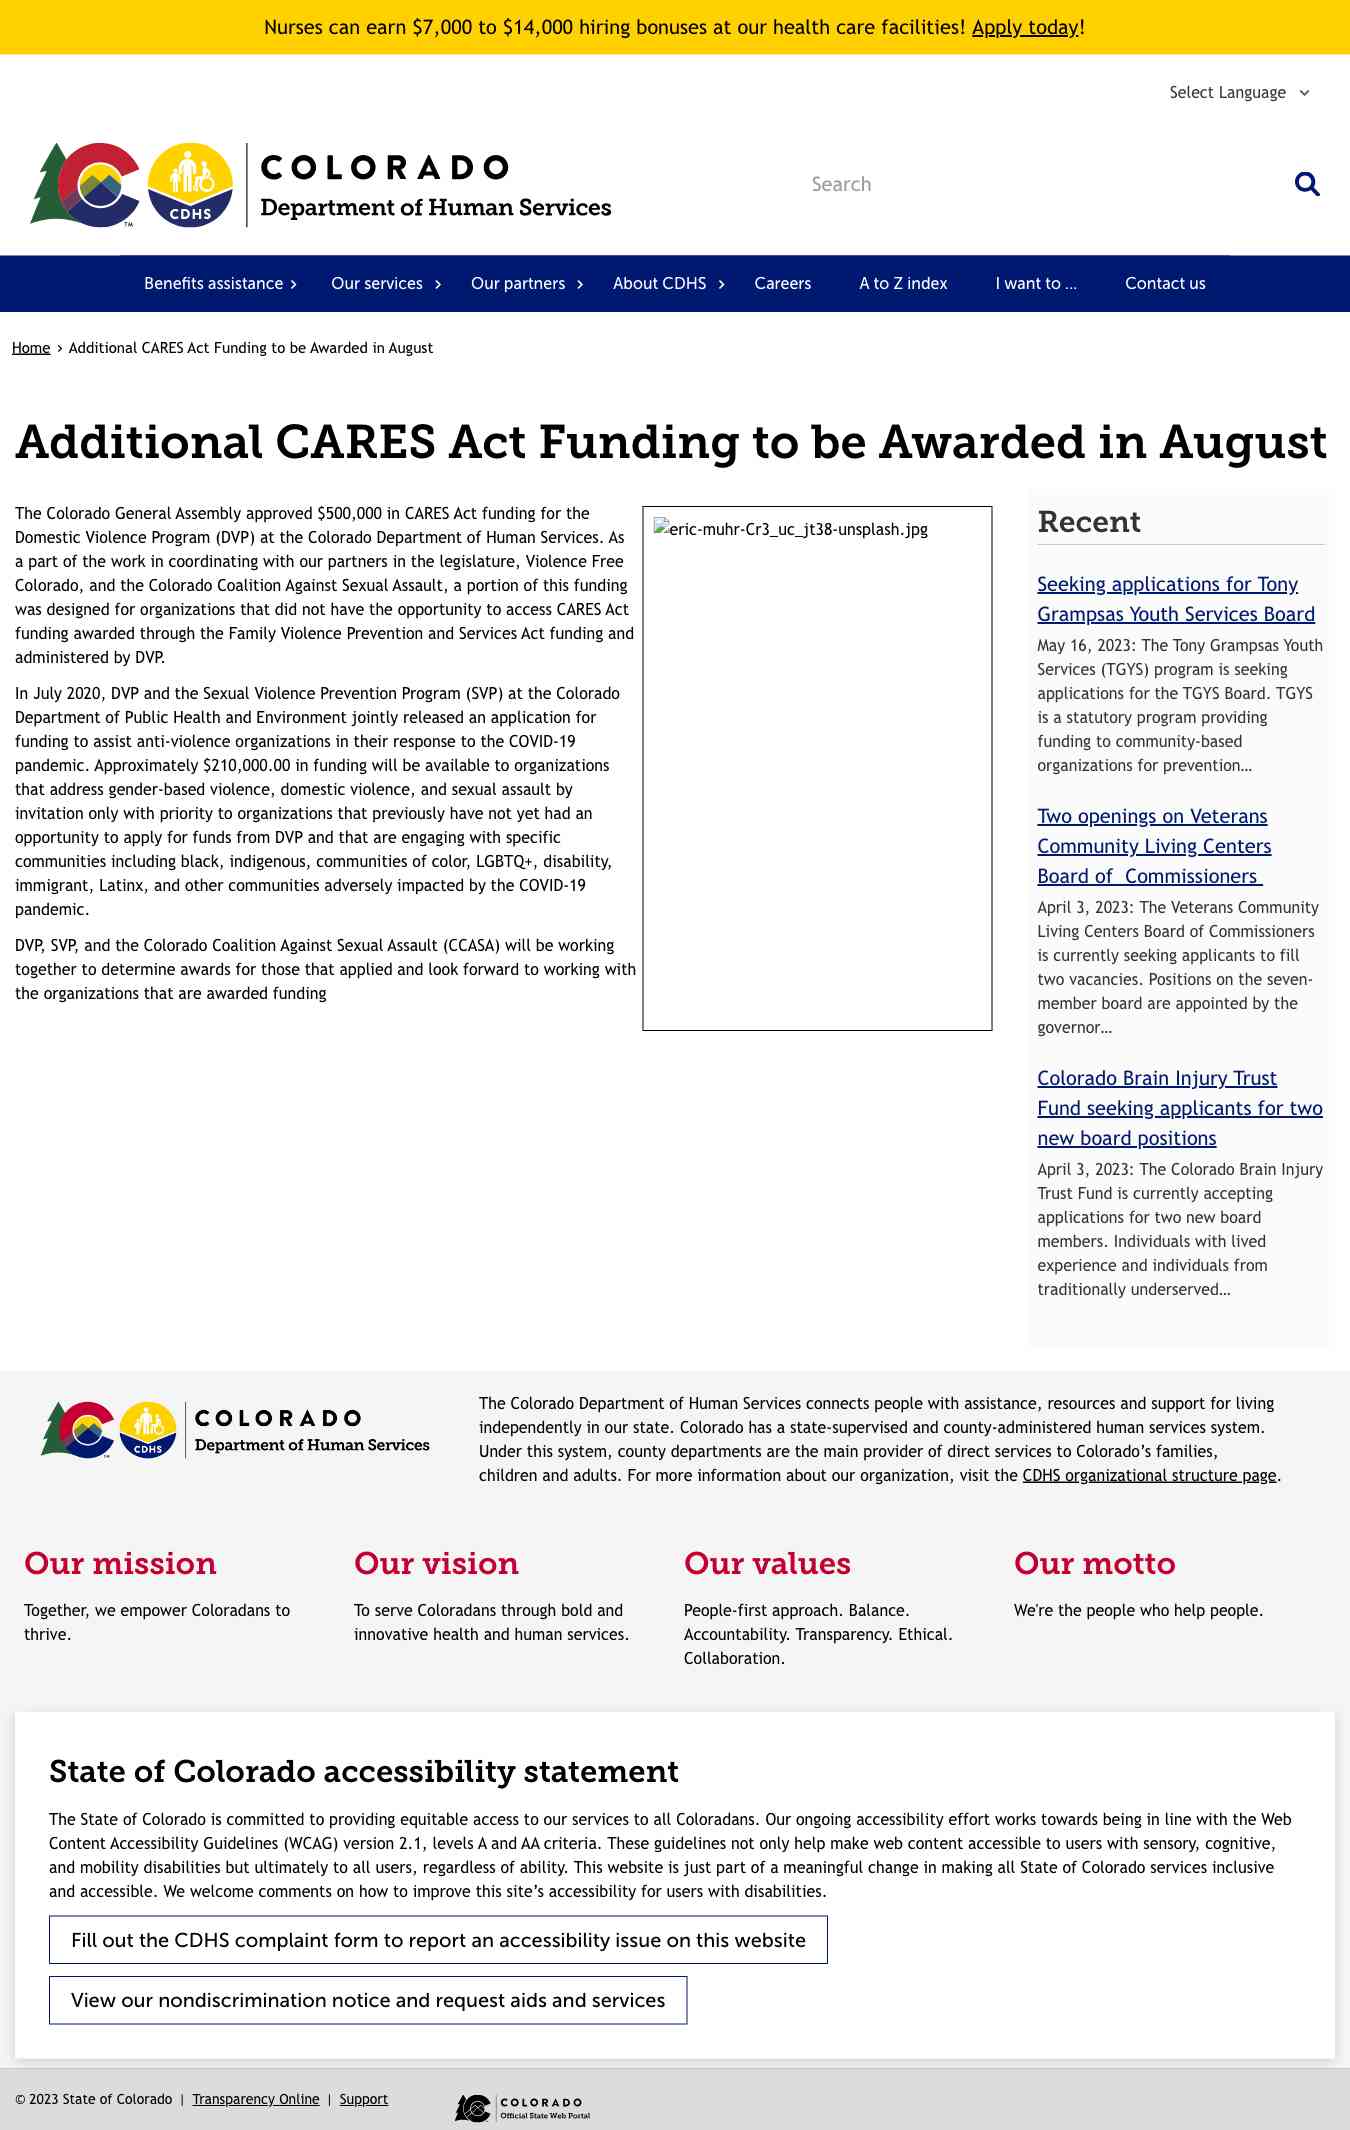 Nurses can earn $7,000 to $14,000 hiring bonuses at our health care facilities! Apply today!
Select Language
CDHS
TM
COLORADO
Department of Human Services
Search
Benefits assistance
Our services
Our partners
About CDHS
Careers
A to Z index
I want to ...
Contact us
Home › Additional CARES Act Funding to be Awarded in August
Additional CARES Act Funding to be Awarded in August
The Colorado General Assembly approved $500,000 in CARES Act funding for the
Domestic Violence Program (DVP) at the Colorado Department of Human Services. As
a part of the work in coordinating with our partners in the legislature, Violence Free
Colorado, and the Colorado Coalition Against Sexual Assault, a portion of this funding
was designed for organizations that did not have the opportunity to access CARES Act
funding awarded through the Family Violence Prevention and Services Act funding and
administered by DVP.
In July 2020, DVP and the Sexual Violence Prevention Program (SVP) at the Colorado
Department of Public Health and Environment jointly released an application for
funding to assist anti-violence organizations in their response to the COVID-19
pandemic. Approximately $210,000.00 in funding will be available to organizations
that address gender-based violence, domestic violence, and sexual assault by
invitation only with priority to organizations that previously have not yet had an
opportunity to apply for funds from DVP and that are engaging with specific
communities including black, indigenous, communities of color, LGBTQ+, disability,
immigrant, Latinx, and other communities adversely impacted by the COVID-19
pandemic.
DVP, SVP, and the Colorado Coalition Against Sexual Assault (CCASA) will be working
together to determine awards for those that applied and look forward to working with
the organizations that are awarded funding
eric-muhr-Cr3_uc_jt38-unsplash.jpg
Recent
Seeking applications for Tony
Grampsas Youth Services Board
May 16, 2023: The Tony Grampsas Youth
Services (TGYS) program is seeking
applications for the TGYS Board. TGYS
is a statutory program providing
funding to community-based
organizations for prevention...
Two openings on Veterans
Community Living Centers
Board of  Commissioners
April 3, 2023: The Veterans Community
Living Centers Board of Commissioners
is currently seeking applicants to fill
two vacancies. Positions on the seven-
member board are appointed by the
governor...
Colorado Brain Injury Trust
Fund seeking applicants for two
new board positions
April 3, 2023: The Colorado Brain Injury
Trust Fund is currently accepting
applications for two new board
members. Individuals with lived
experience and individuals from
traditionally underserved...
CDHS
TM
COLORADO
Department of Human Services
The Colorado Department of Human Services connects people with assistance, resources and support for living
independently in our state. Colorado has a state-supervised and county-administered human services system.
Under this system, county departments are the main provider of direct services to Colorado's families,
children and adults. For more information about our organization, visit the CDHS organizational structure page.
Our mission
Together, we empower Coloradans to
thrive.
Our vision
To serve Coloradans through bold and
innovative health and human services.
Our values
People-first approach. Balance.
Accountability. Transparency. Ethical.
Collaboration.
Our motto
We're the people who help people.
State of Colorado accessibility statement
The State of Colorado is committed to providing equitable access to our services to all Coloradans. Our ongoing accessibility effort works towards being in line with the Web
Content Accessibility Guidelines (WCAG) version 2.1, levels A and AA criteria. These guidelines not only help make web content accessible to users with sensory, cognitive,
and mobility disabilities but ultimately to all users, regardless of ability. This website is just part of a meaningful change in making all State of Colorado services inclusive
and accessible. We welcome comments on how to improve this site's accessibility for users with disabilities.
Fill out the CDHS complaint form to report an accessibility issue on this website
View our nondiscrimination notice and request aids and services
© 2023 State of Colorado | Transparency Online | Support
COLORADO
Official State Web Portal